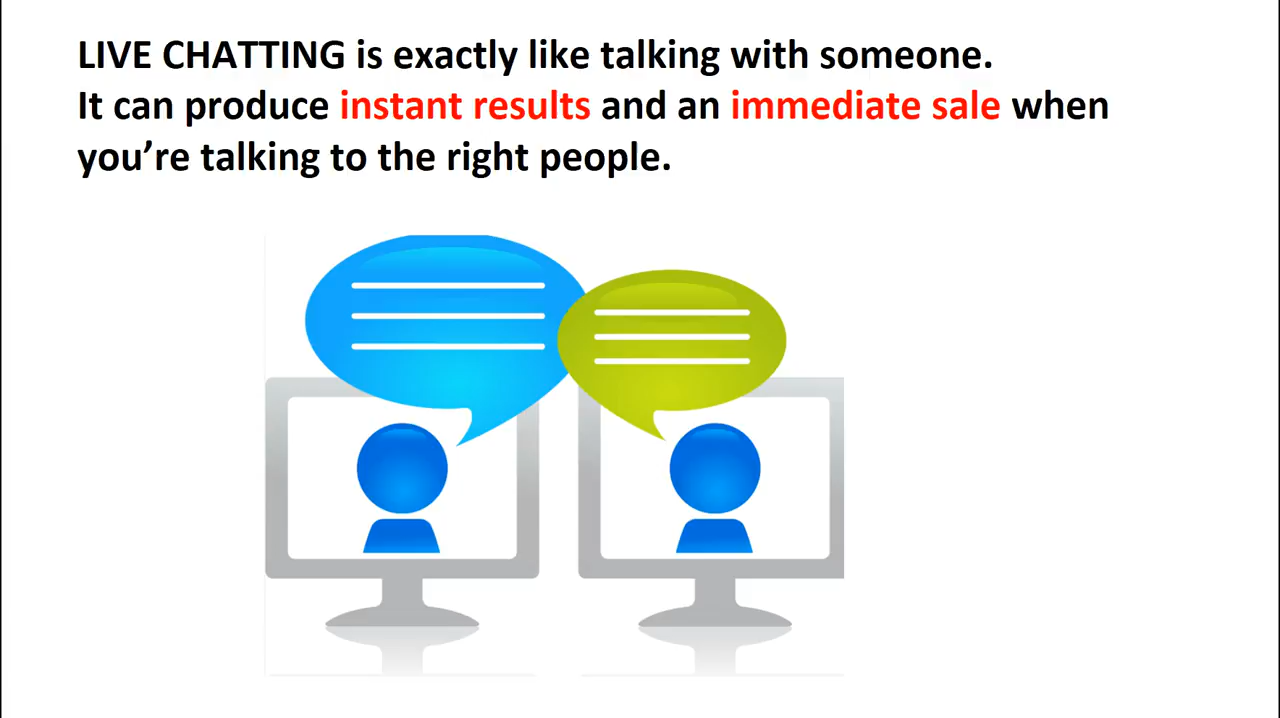 LIVE CHATTING is exactly like talking with someone.
It can produce instant results and an immediate sale when
you’re talking to the right people.